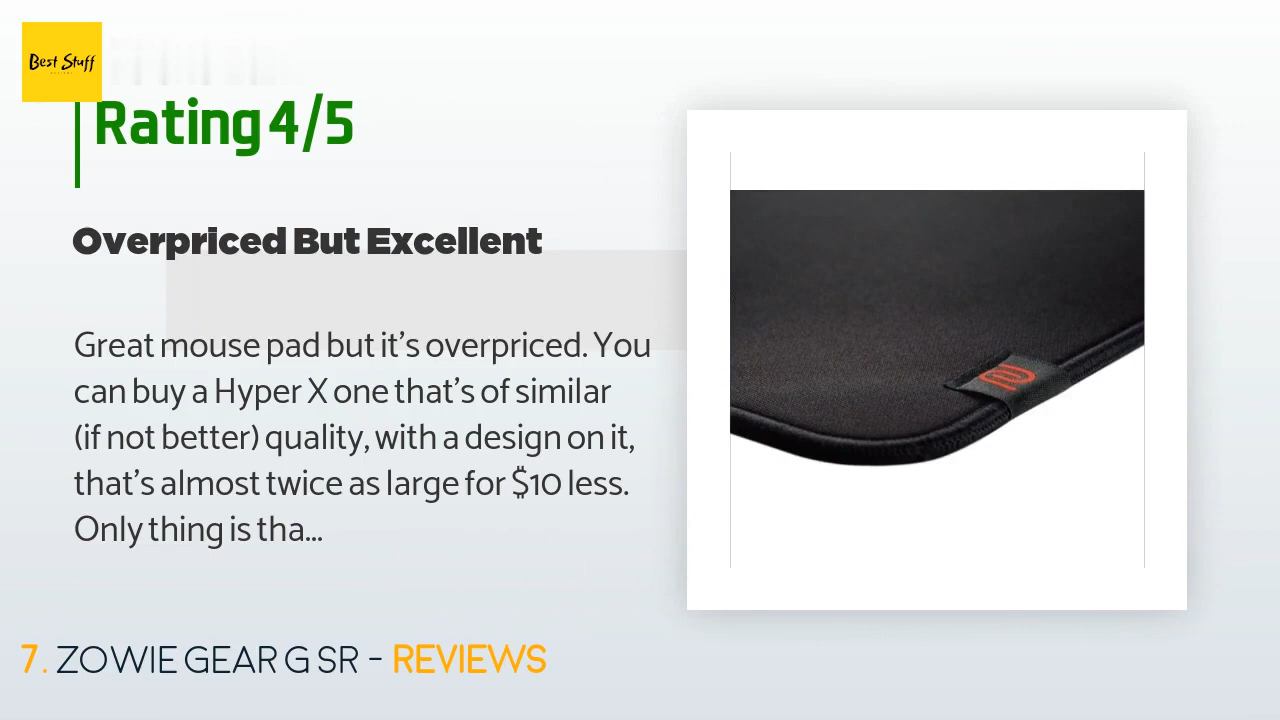 Best Stuff
Rating 4/5
Overpriced But Excellent
Great mouse pad but it's overpriced. You
can buy a Hyper X one that's of similar
(if not better) quality, with a design on it,
that's almost twice as large for $10 less.
Only thing is tha...
7. ZOWIE GEAR G SR - REVIEWS